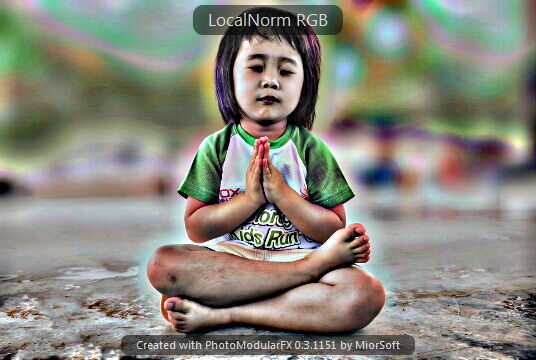 LocalNorm RGB
Kids Run
Created with PhotoModularFX 0.3.1151 by MiorSoft